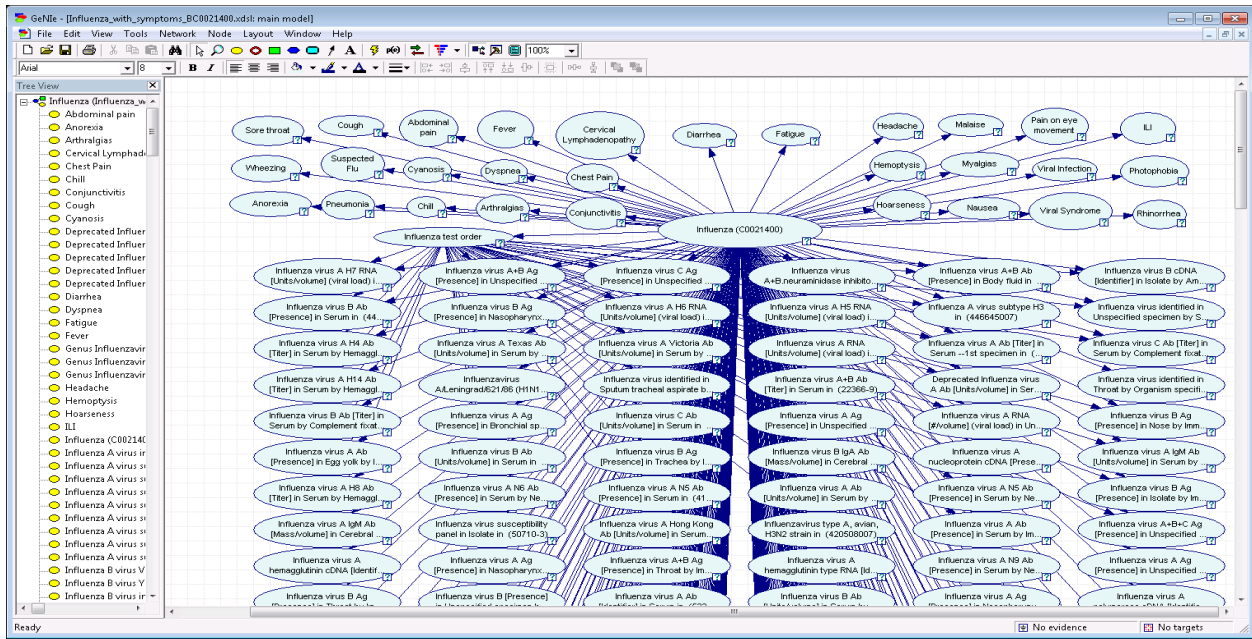 GeNIe - [Influenza_with_symptoms_BC0021400.xdsl: main model]
File Edit View Tools Network Node Layout Window Help
100%
Arial 8 B I
Tree View
Influenza (Influenza_w
Abdominal pain
Anorexia
Arthralgias
Cervical Lymphade
Chest Pain
Chill
Conjunctivitis
Cough
Cyanosis
Deprecated Influer
Deprecated Influer
Deprecated Influer
Deprecated Influer
Deprecated Influer
Diarrhea
Dyspnea
Fatigue
Fever
Genus Influenzavir
Genus Influenzavir
Genus Influenzavir
Headache
Hemoptysis
Hoarseness
ILI
Influenza (C002140
Influenza A virus ir
Influenza A virus su
Influenza A virus su
Influenza A virus su
Influenza A virus su
Influenza A virus su
Influenza A virus su
Influenza A virus su
Influenza A virus su
Influenza B virus V
Influenza B virus Y
Influenza B virus ir
Sore throat
Cough
Abdominal
pain
Fever
Cervical
Lymphadenopathy
Diarrhea
Fatigue
Headache
Malaise
Pain on eye
movement
ILI
Wheezing
Suspected
Flu
Cyanosis
Dyspnea
Chest Pain
Hemoptysis
Myalgias
Viral Infection
Photophobia
Anorexia
Pneumonia
Chill
Arthralgias
Conjunctivitis
Hoarseness
Nausea
Viral Syndrome
Rhinorrhea
Influenza (C0021400)
Influenza test order
Influenza virus A H7 RNA
[Units/volume] (viral load) i...
Influenza virus A+B Ag
[Presence] in Unspecified ...
Influenza virus C Ag
[Presence] in Unspecified ...
Influenza virus
A+B.neuraminidase inhibito...
Influenza virus A+B Ab
[Presence] in Body fluid in ...
Influenza virus B cDNA
[Identifier] in Isolate by Am...
Influenza virus B Ab
[Presence] in Serum in (44...
Influenza virus B Ag
[Presence] in Nasopharynx...
Influenza virus A H6 RNA
[Units/volume] (viral load) i...
Influenza virus A H5 RNA
[Units/volume] (viral load) i...
Influenza A virus subtype H3
in (446645007)
Influenza virus identified in
Unspecified specimen by S...
Influenza virus A H4 Ab
[Titer] in Serum by Hemaggl...
Influenza virus A Texas Ab
[Units/volume] in Serum by ...
Influenza virus A Victoria Ab
[Units/volume] in Serum by ...
Influenza virus A RNA
[Units/volume] (viral load) i...
Influenza virus A Ab [Titer] in
Serum --1st specimen in (...
Influenza virus C Ab [Titer] in
Serum by Complement fixat...
Influenza virus A H14 Ab
[Titer] in Serum by Hemaggl...
Influenzavirus
A/Leningrad/621/86 (H1N1...
Influenza virus identified in
Sputum tracheal aspirate b...
Influenza virus A+B Ab
[Titer] in Serum in (22366-9)
Deprecated Influenza virus
A Ab [Units/volume] in Ser...
Influenza virus identified in
Throat by Organism specifi...
Influenza virus B Ab [Titer] in
Serum by Complement fixat...
Influenza virus A Ag
[Presence] in Bronchial sp...
Influenza virus C Ab
[Units/volume] in Serum in ...
Influenza virus A Ag
[Presence] in Unspecified ...
Influenza virus A RNA
[#/volume] (viral load) in Un...
Influenza virus B Ag
[Presence] in Nose by Imm...
Influenza virus A Ab
[Presence] in Egg yolk by I...
Influenza virus B Ab
[Units/volume] in Serum in ...
Influenza virus B Ag
[Presence] in Trachea by I...
Influenza virus B IgA Ab
[Mass/volume] in Cerebral ...
Influenza virus A
nucleoprotein cDNA [Prese...
Influenza virus A IgM Ab
[Units/volume] in Serum by ...
Influenza virus A H8 Ab
[Titer] in Serum by Hemaggl...
Influenza virus A N6 Ab
[Presence] in Serum by Ne...
Influenza virus A N5 Ab
[Presence] in Serum in (41...
Influenza virus A Ab
[Units/volume] in Serum by ...
Influenza virus A N5 Ab
[Presence] in Serum by Ne...
Influenza virus B Ag
[Presence] in Isolate by Im...
Influenza virus A IgM Ab
[Mass/volume] in Cerebral ...
Influenza virus susceptibility
panel in Isolate in (50710-3)
Influenza virus A Hong Kong
Ab [Units/volume] in Serum...
Influenzavirus type A, avian,
H3N2 strain in (420508007)
Influenza virus A Ab
[Presence] in Serum by Im...
Influenza virus A+B+C Ag
[Presence] in Unspecified ...
Influenza virus A
hemagglutinin cDNA [Identif...
Influenza virus A Ag
[Presence] in Nasopharynx...
Influenza virus A+B Ag
[Presence] in Throat by Im...
Influenza virus A
hemagglutinin type RNA [Id...
Influenza virus A N9 Ab
[Presence] in Serum by Ne...
Influenza virus A Ag
[Presence] in Unspecified ...
Influenza virus B Ag
Influenza virus B [Presence]
Influenza virus A Ab
Influenza virus B Ab
Influenza virus A Ag
Influenza virus A
Ready
No evidence
No targets